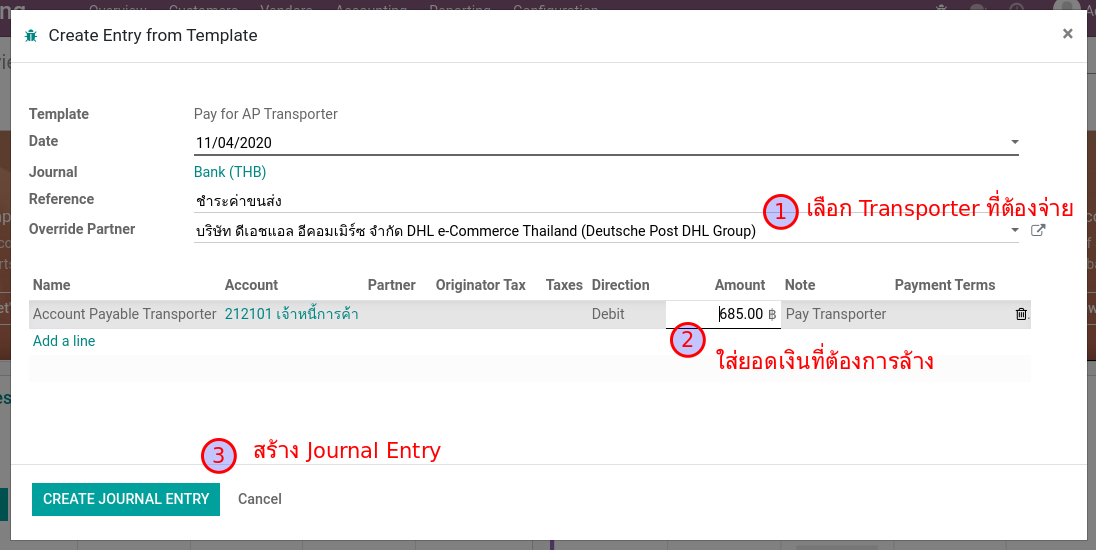 Overview Customers Vendors Accounting Reporting Configuration
Create Entry from Template ×
Template Pay for AP Transporter
Date 11/04/2020
Journal Bank (THB)
Reference ชำระค่าขนส่ง
1 เลือก Transporter ที่ต้องจ่าย
Override Partner บริษัท ดีเอชแอล อีคอมเมิร์ซ จำกัด DHL e-Commerce Thailand (Deutsche Post DHL Group)
Name Account Partner Originator Tax Taxes Direction Amount Note Payment Terms
Account Payable Transporter 212101 เจ้าหนี้การค้า Debit 685.00 ฿ Pay Transporter
Add a line
2 ใส่ยอดเงินที่ต้องการล้าง
3 สร้าง Journal Entry
CREATE JOURNAL ENTRY Cancel